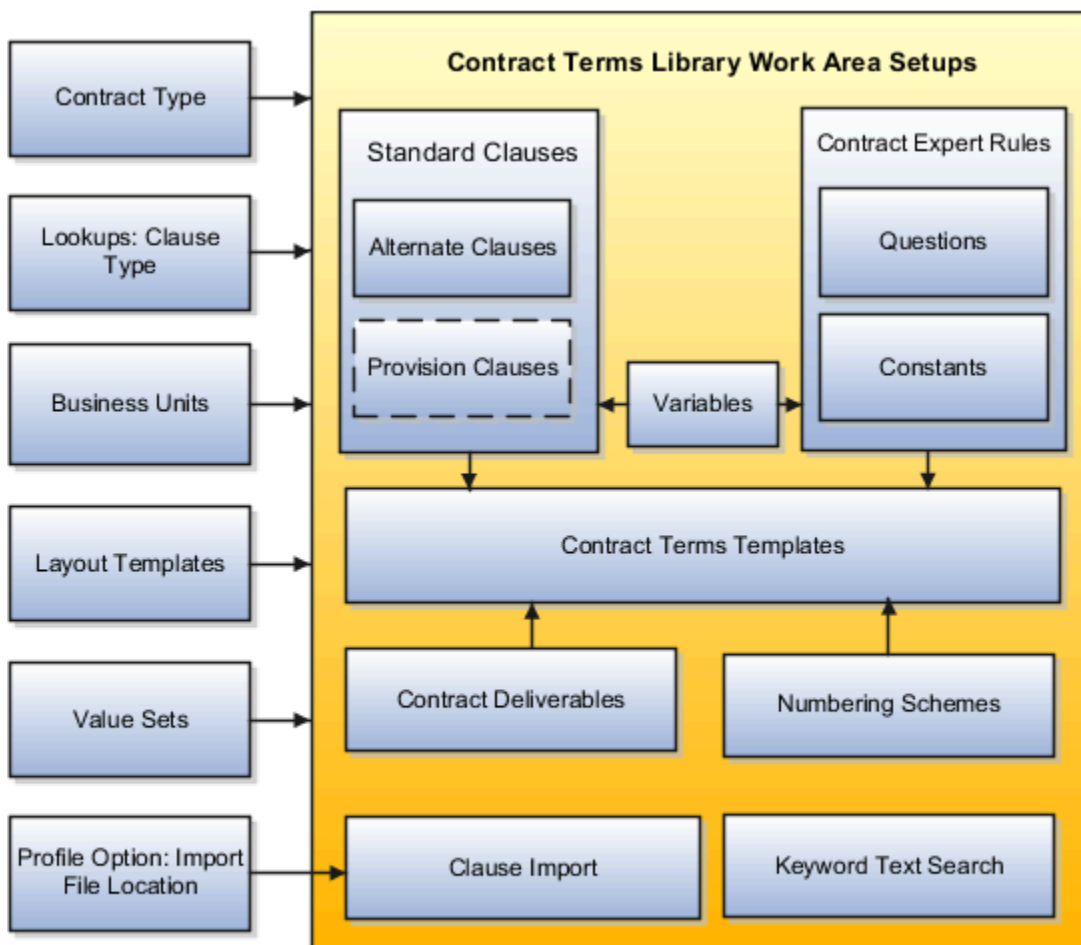 Contract Terms Library Work Area Setups
Contract Type
Standard Clauses
Contract Expert Rules
Lookups: Clause
Type
Alternate Clauses
Questions
Business Units
Provision Clauses
Variables
Constants
Layout Templates
Contract Terms Templates
Value Sets
Contract Deliverables
Numbering Schemes
Profile Option: Import
File Location
Clause Import
Keyword Text Search